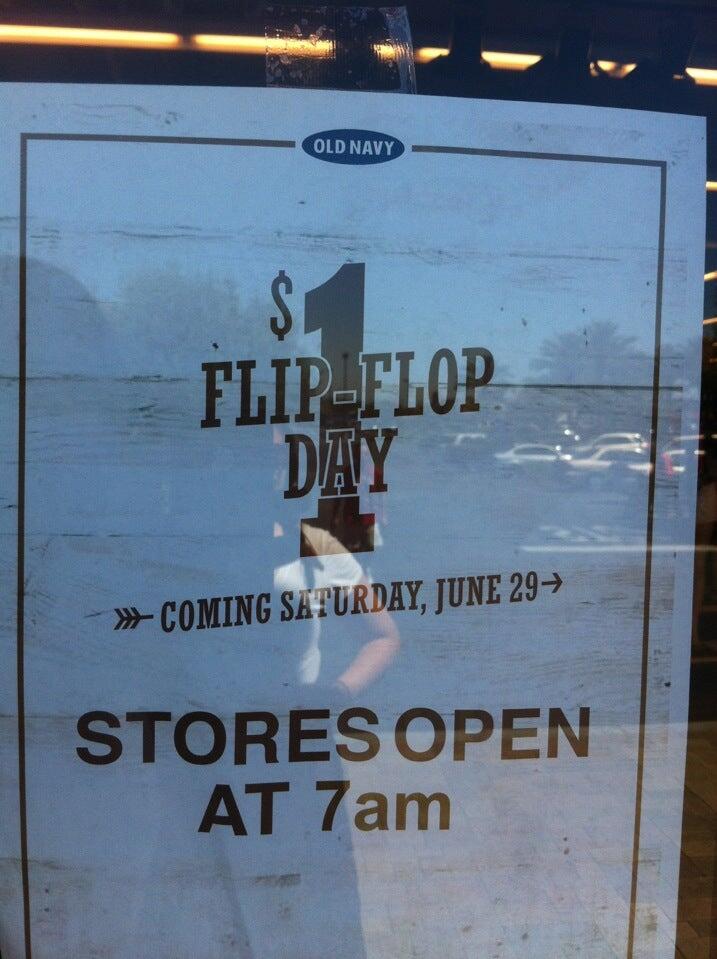 OLD NAVY
$1
FLIP-FLOP
DAY
COMING SATURDAY, JUNE 29
STORES OPEN
AT 7am